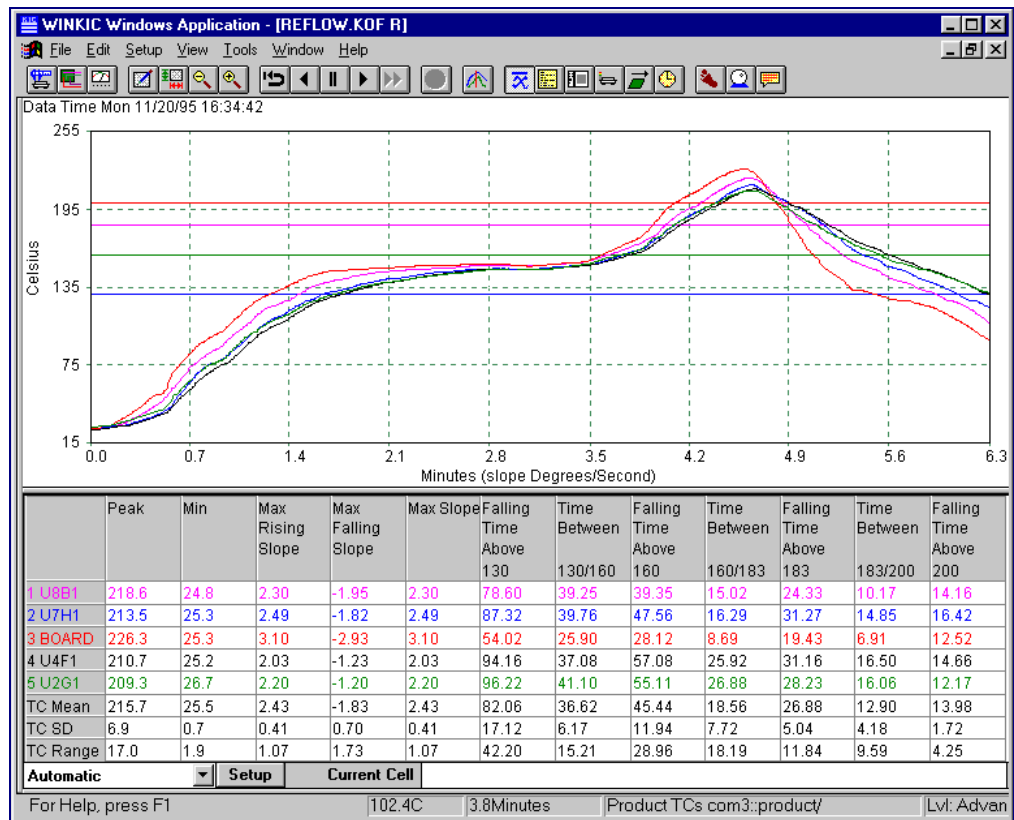 WINKIC Windows Application - [REFLOW.KOF R]
File Edit Setup View Tools Window Help
Data Time Mon 11/20/95 16:34:42
255
195
135
75
15
Celsius
0.0 0.7 1.4 2.1 2.8 3.5 4.2 4.9 5.6 6.3
Minutes (slope Degrees/Second)
Peak Min Max Rising Slope Max Falling Slope Max Slope Falling Time Above 130 Time Between 130/160 Falling Time Above 160 Time Between 160/183 Falling Time Above 183 Time Between 183/200 Falling Time Above 200
1 U8B1 218.6 24.8 2.30 -1.95 2.30 78.60 39.25 39.35 15.02 24.33 10.17 14.16
2 U7H1 213.5 25.3 2.49 -1.82 2.49 87.32 39.76 47.56 16.29 31.27 14.85 16.42
3 BOARD 226.3 25.3 3.10 -2.93 3.10 54.02 25.90 28.12 8.69 19.43 6.91 12.52
4 U4F1 210.7 25.2 2.03 -1.23 2.03 94.16 37.08 57.08 25.92 31.16 16.50 14.66
5 U2G1 209.3 26.7 2.20 -1.20 2.20 96.22 41.10 55.11 26.88 28.23 16.06 12.17
TC Mean 215.7 25.5 2.43 -1.83 2.43 82.06 36.62 45.44 18.56 26.88 12.90 13.98
TC SD 6.9 0.7 0.41 0.70 0.41 17.12 6.17 11.94 7.72 5.04 4.18 1.72
TC Range 17.0 1.9 1.07 1.73 1.07 42.20 15.21 28.96 18.19 11.84 9.59 4.25
Automatic Setup Current Cell
For Help, press F1 102.4C 3.8Minutes Product TCs com3::product/ Lvl: Advan